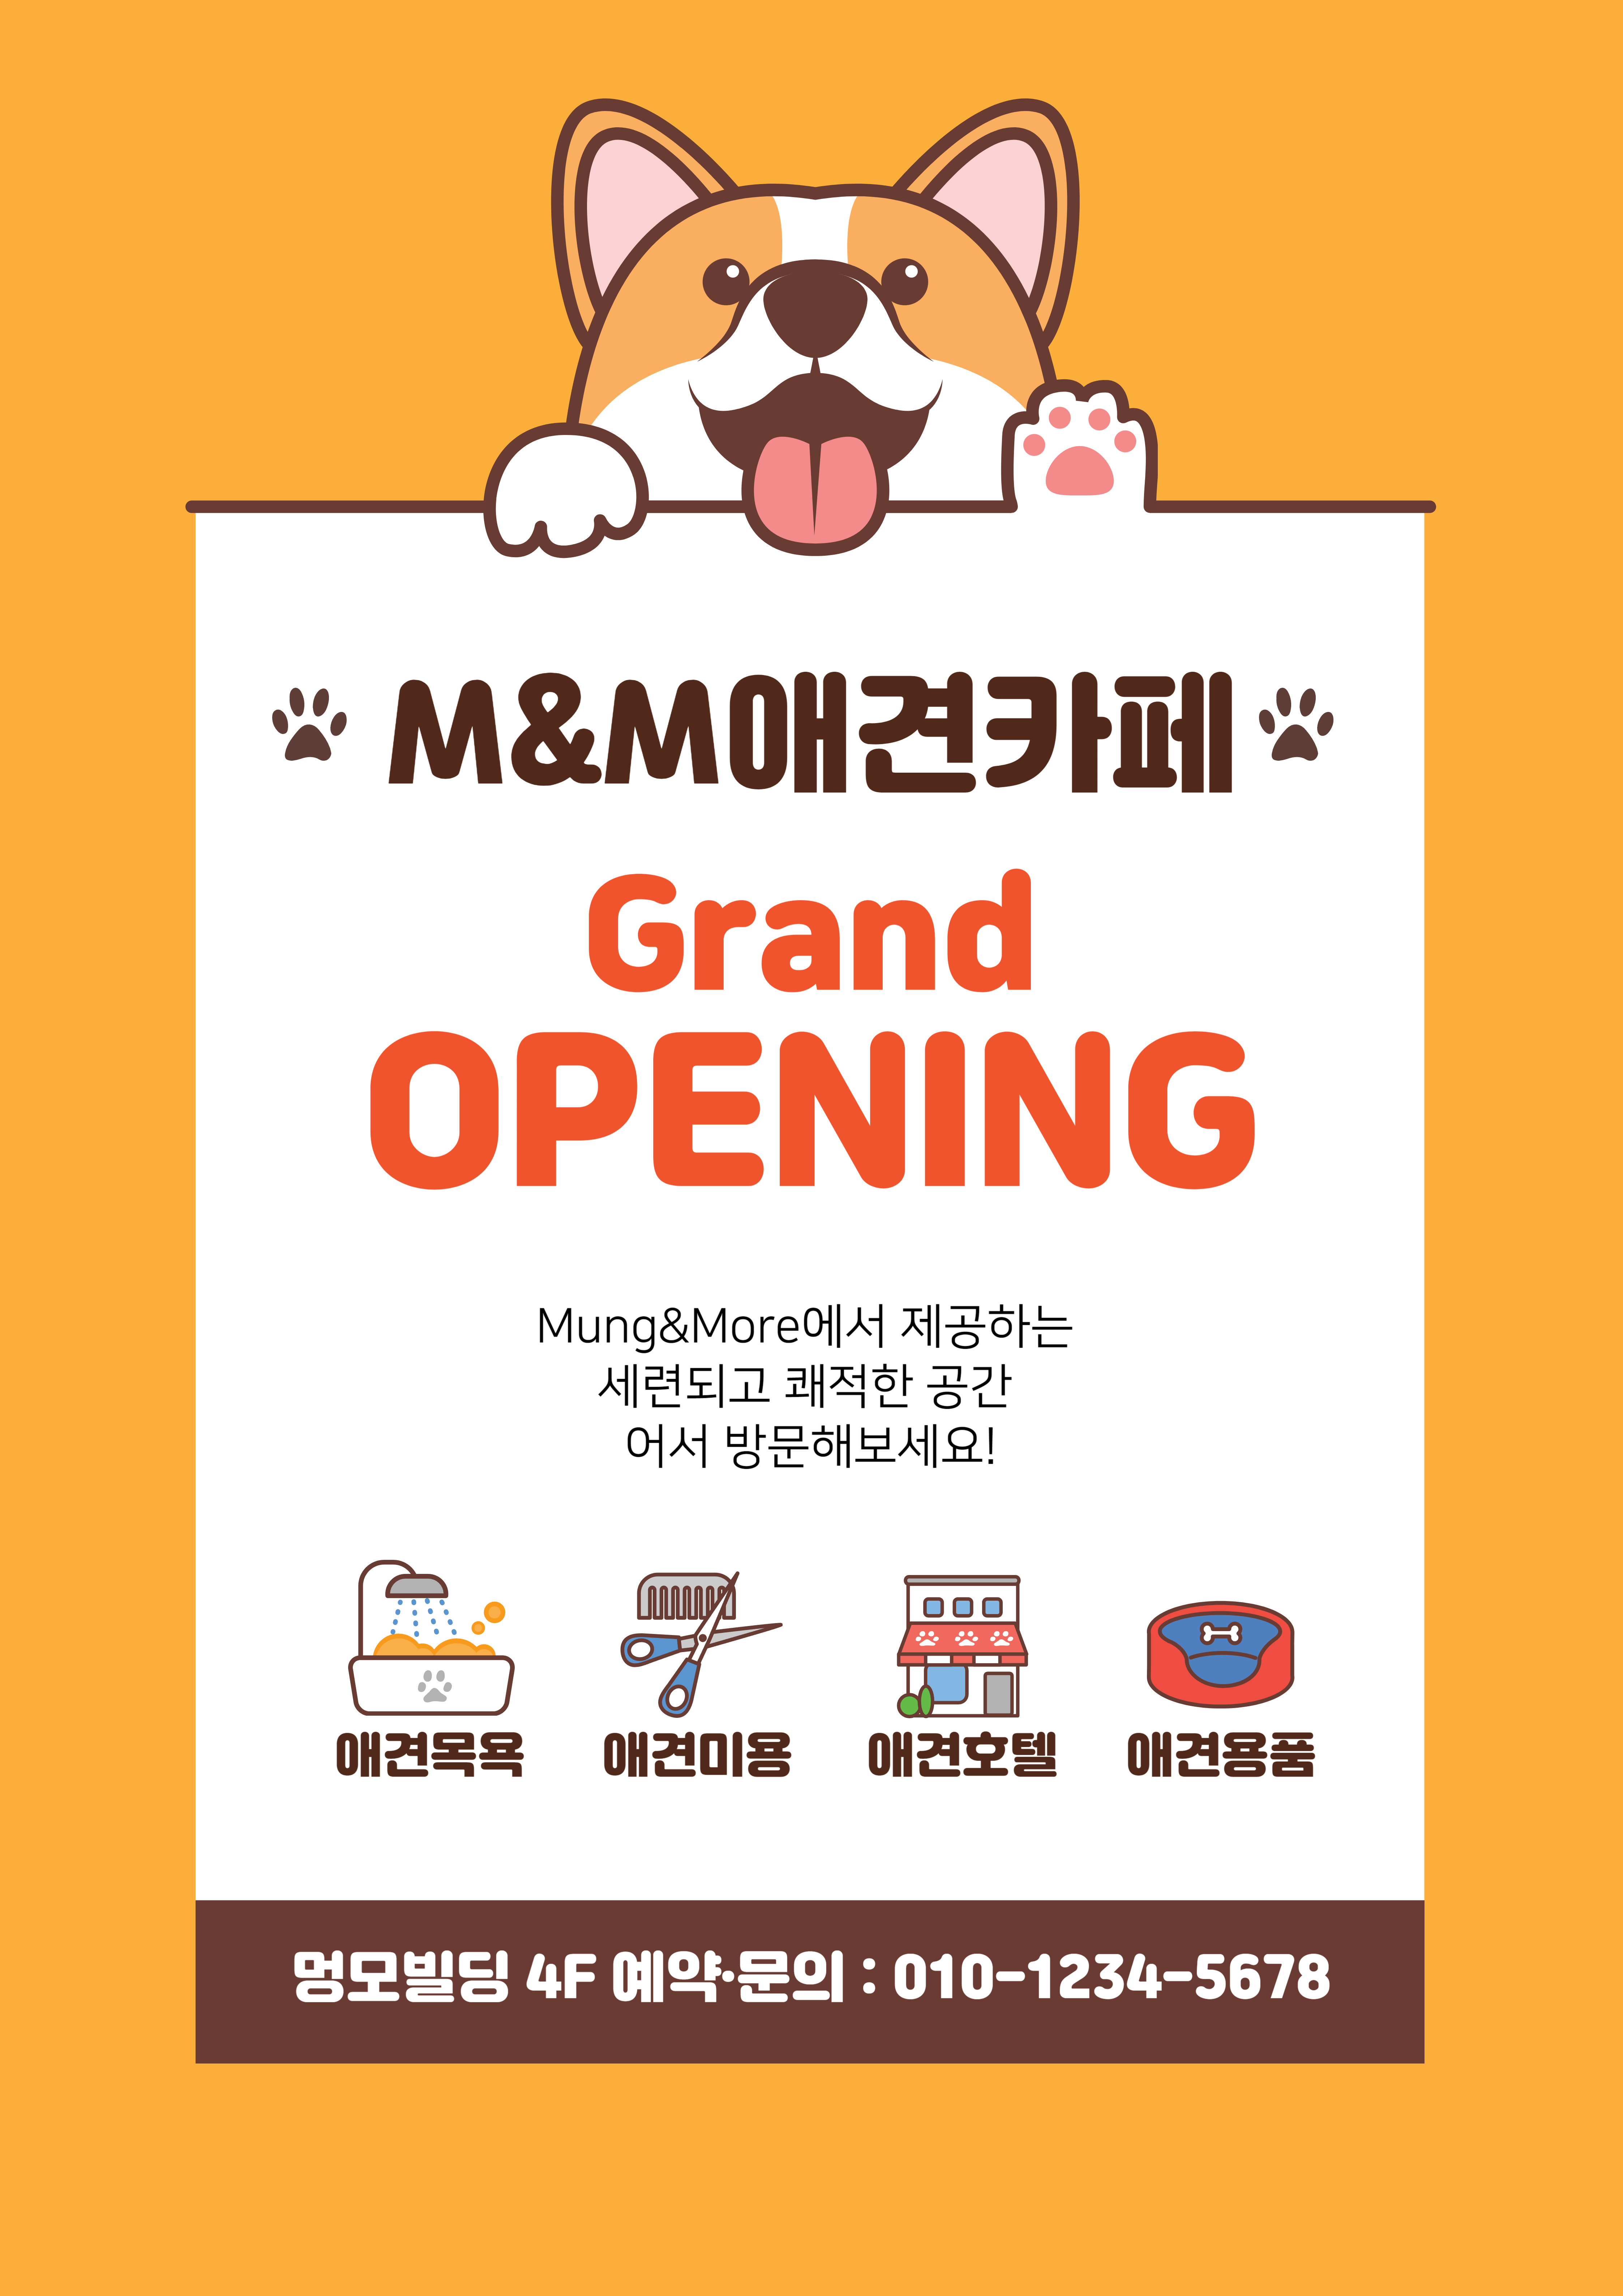 M&M애견카페
Grand
OPENING
Mung&More에서 제공하는
세련되고 쾌적한 공간
어서 방문해보세요!
애견목욕 애견미용 애견호텔 애견용품
멍모빌딩 4F 예약·문의 : 010-1234-5678